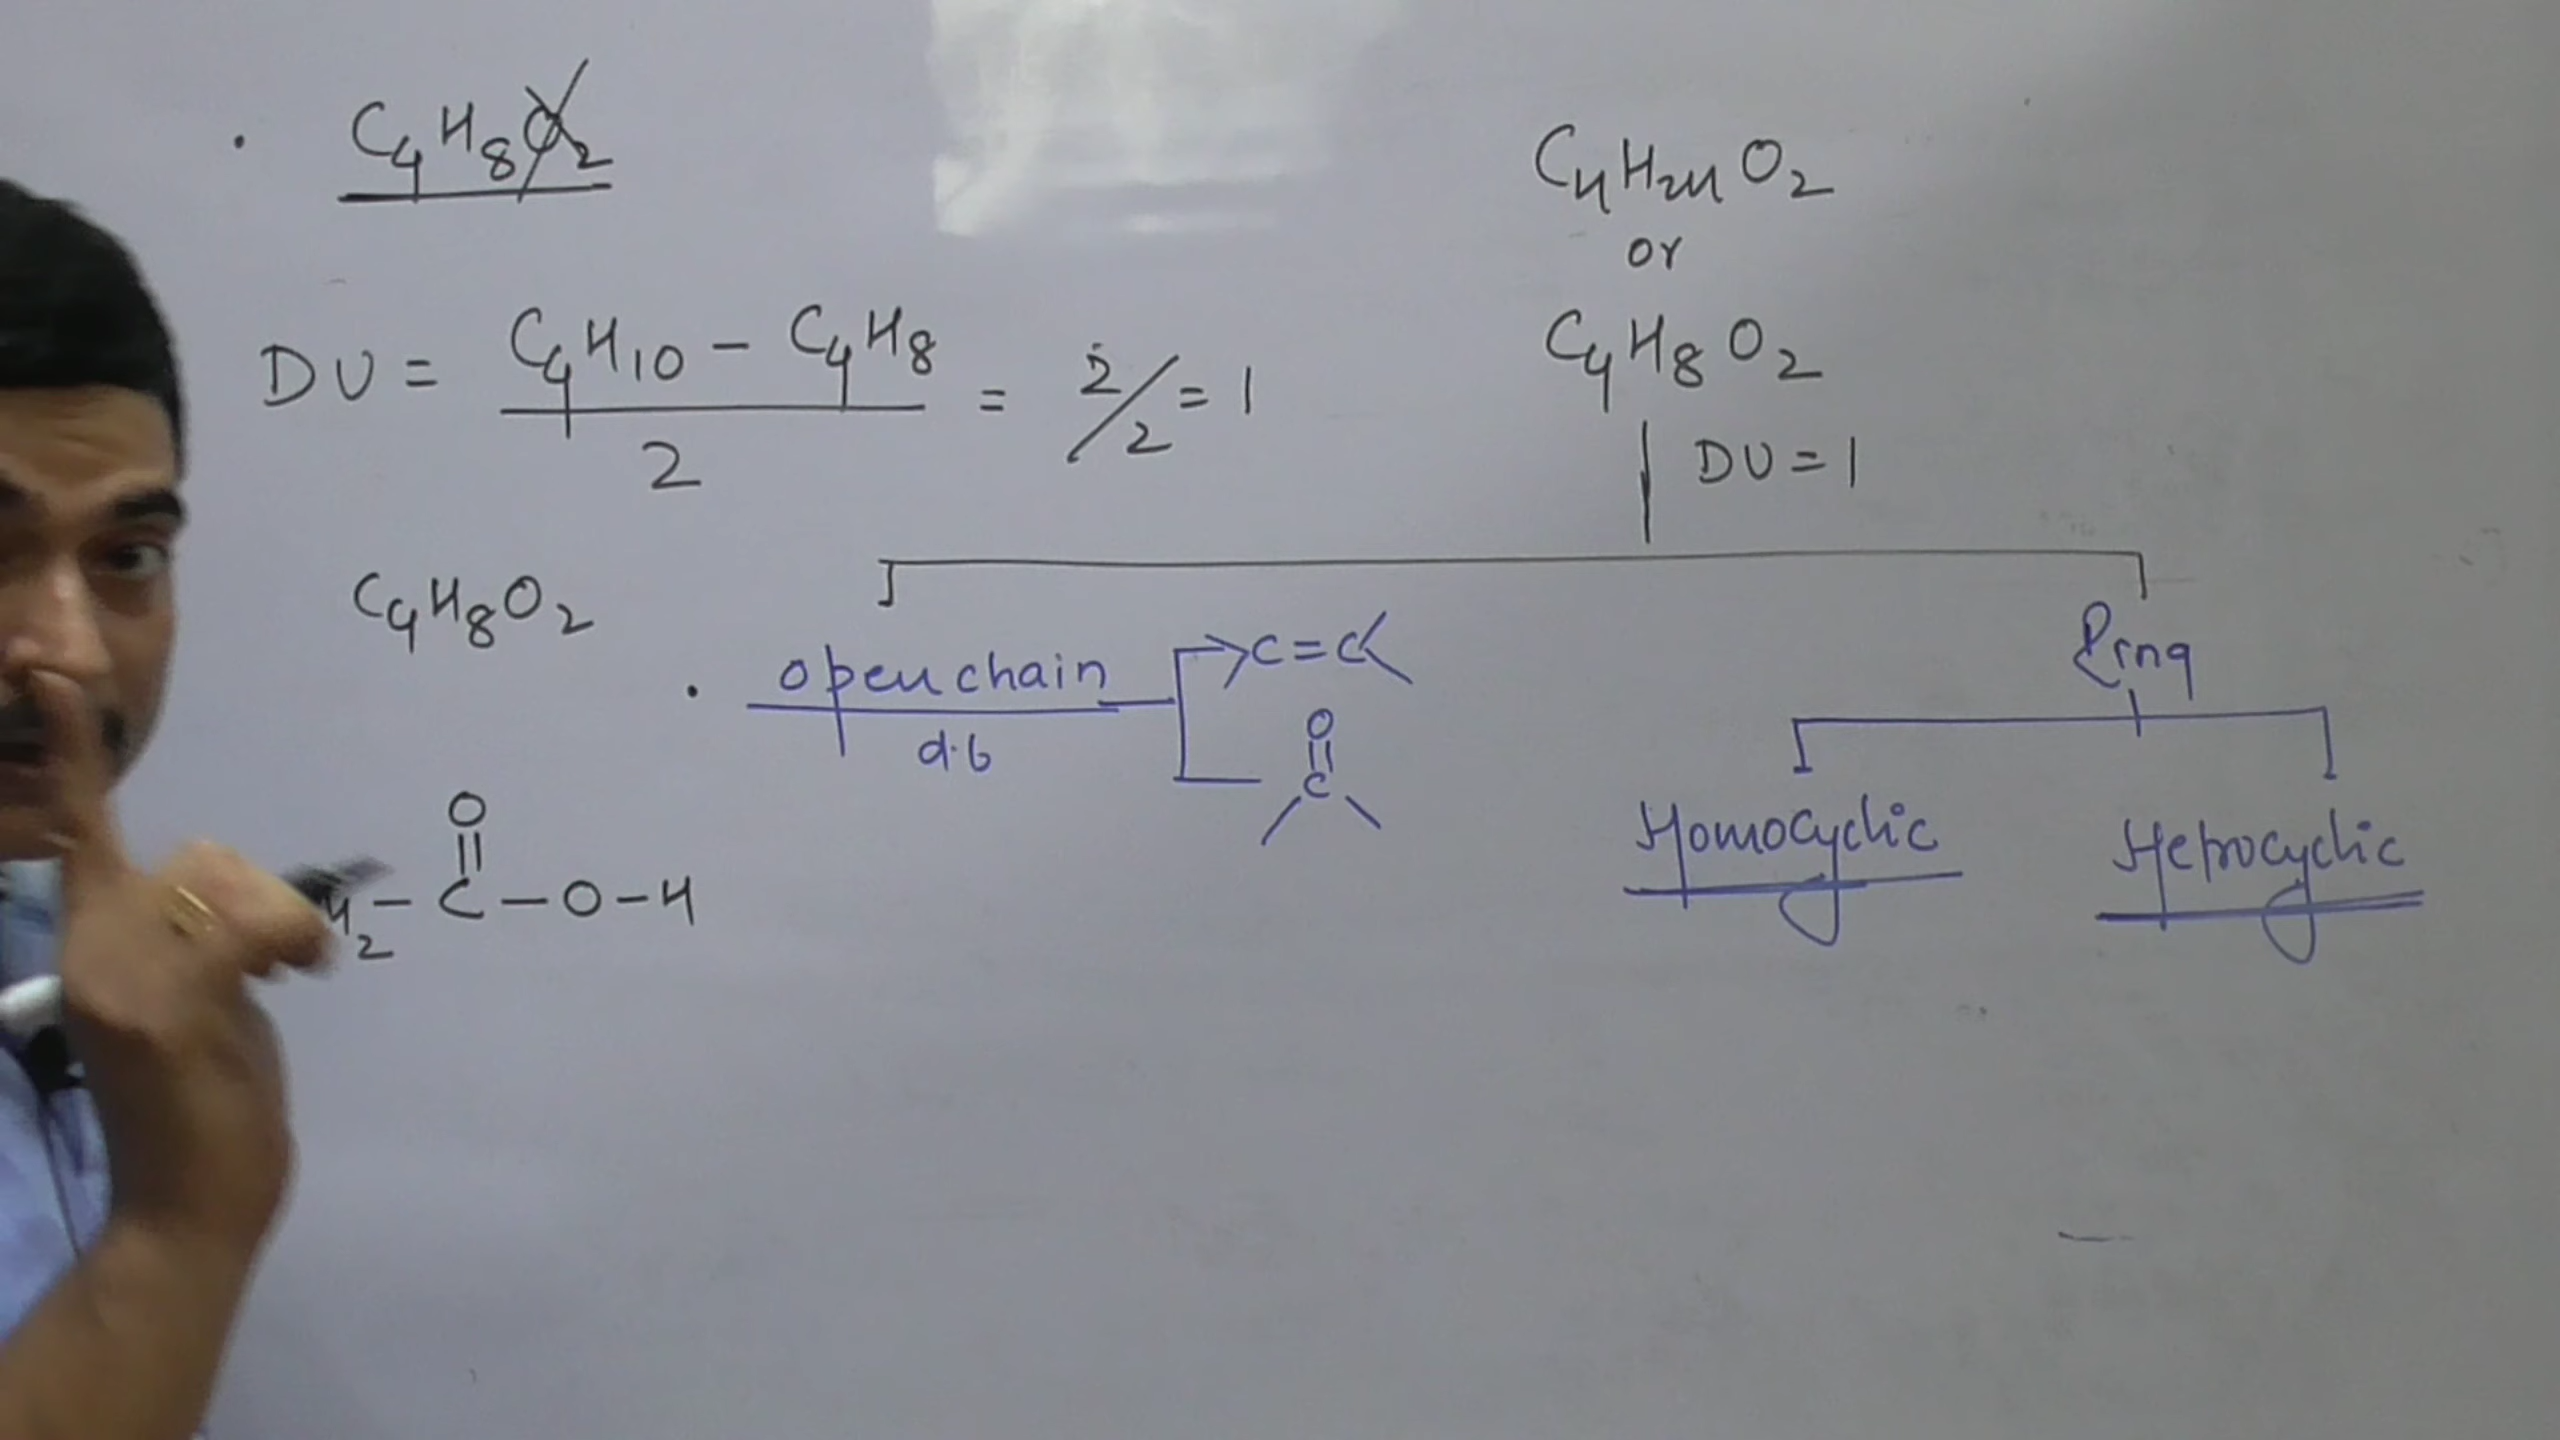 C4H8O2
DU = C4H10 - C4H8 / 2 = 2/2 = 1
CnH2nO2
or
C4H8O2
DU = 1
C4H8O2
open chain
d.b
>C=C<
O
||
C
Ring
Homocyclic
Hetrocyclic
O
||
H2 - C - O - H